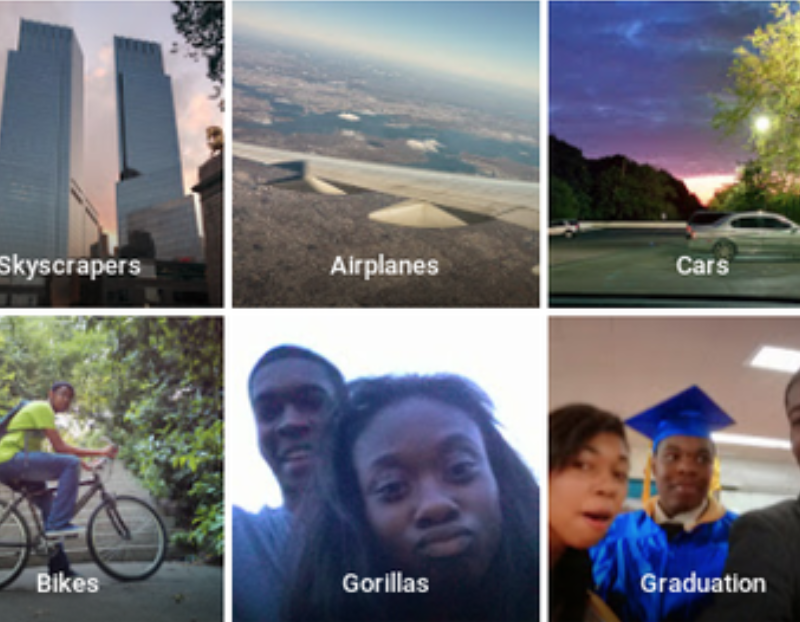 Skyscrapers
Airplanes
Cars
Bikes
Gorillas
Graduation